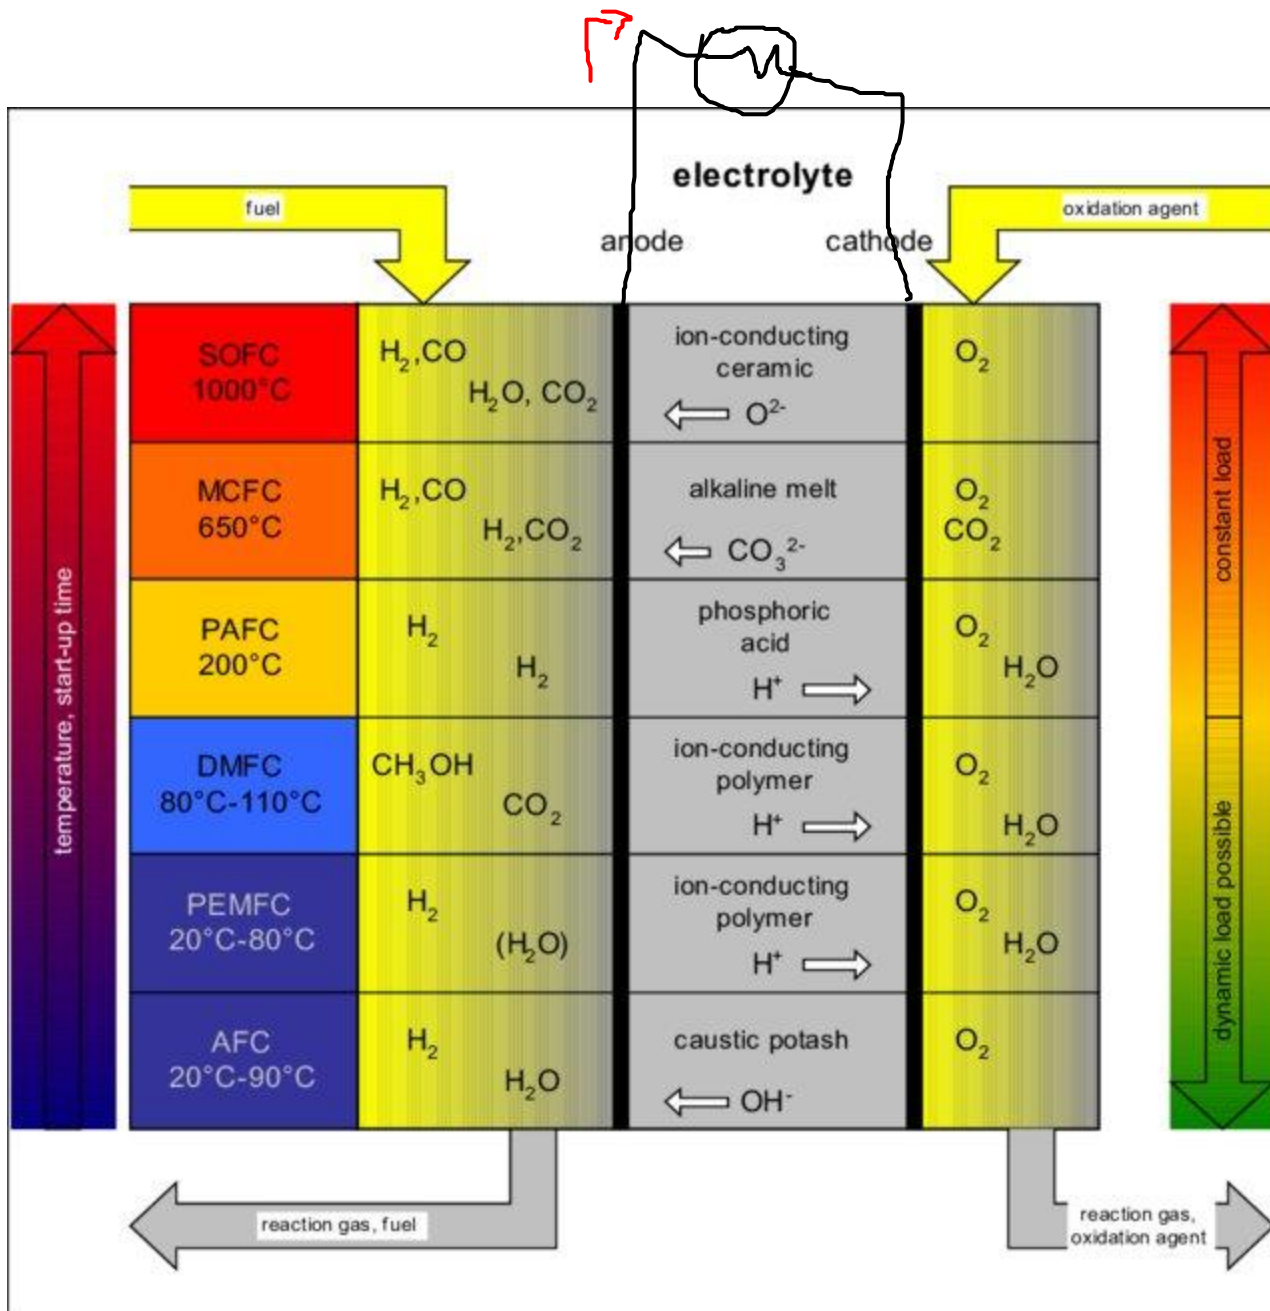 electrolyte
fuel
oxidation agent
anode
cathode
SOFC
1000°C
H₂,CO
H₂O, CO₂
ion-conducting
ceramic
O²⁻
O₂
MCFC
650°C
H₂,CO
H₂,CO₂
alkaline melt
CO₃²⁻
O₂
CO₂
PAFC
200°C
H₂
H₂
phosphoric
acid
H⁺
O₂
H₂O
DMFC
80°C-110°C
CH₃OH
CO₂
ion-conducting
polymer
H⁺
O₂
H₂O
PEMFC
20°C-80°C
H₂
(H₂O)
ion-conducting
polymer
H⁺
O₂
H₂O
AFC
20°C-90°C
H₂
H₂O
caustic potash
OH⁻
O₂
temperature, start-up time
constant load
dynamic load possible
reaction gas, fuel
reaction gas,
oxidation agent